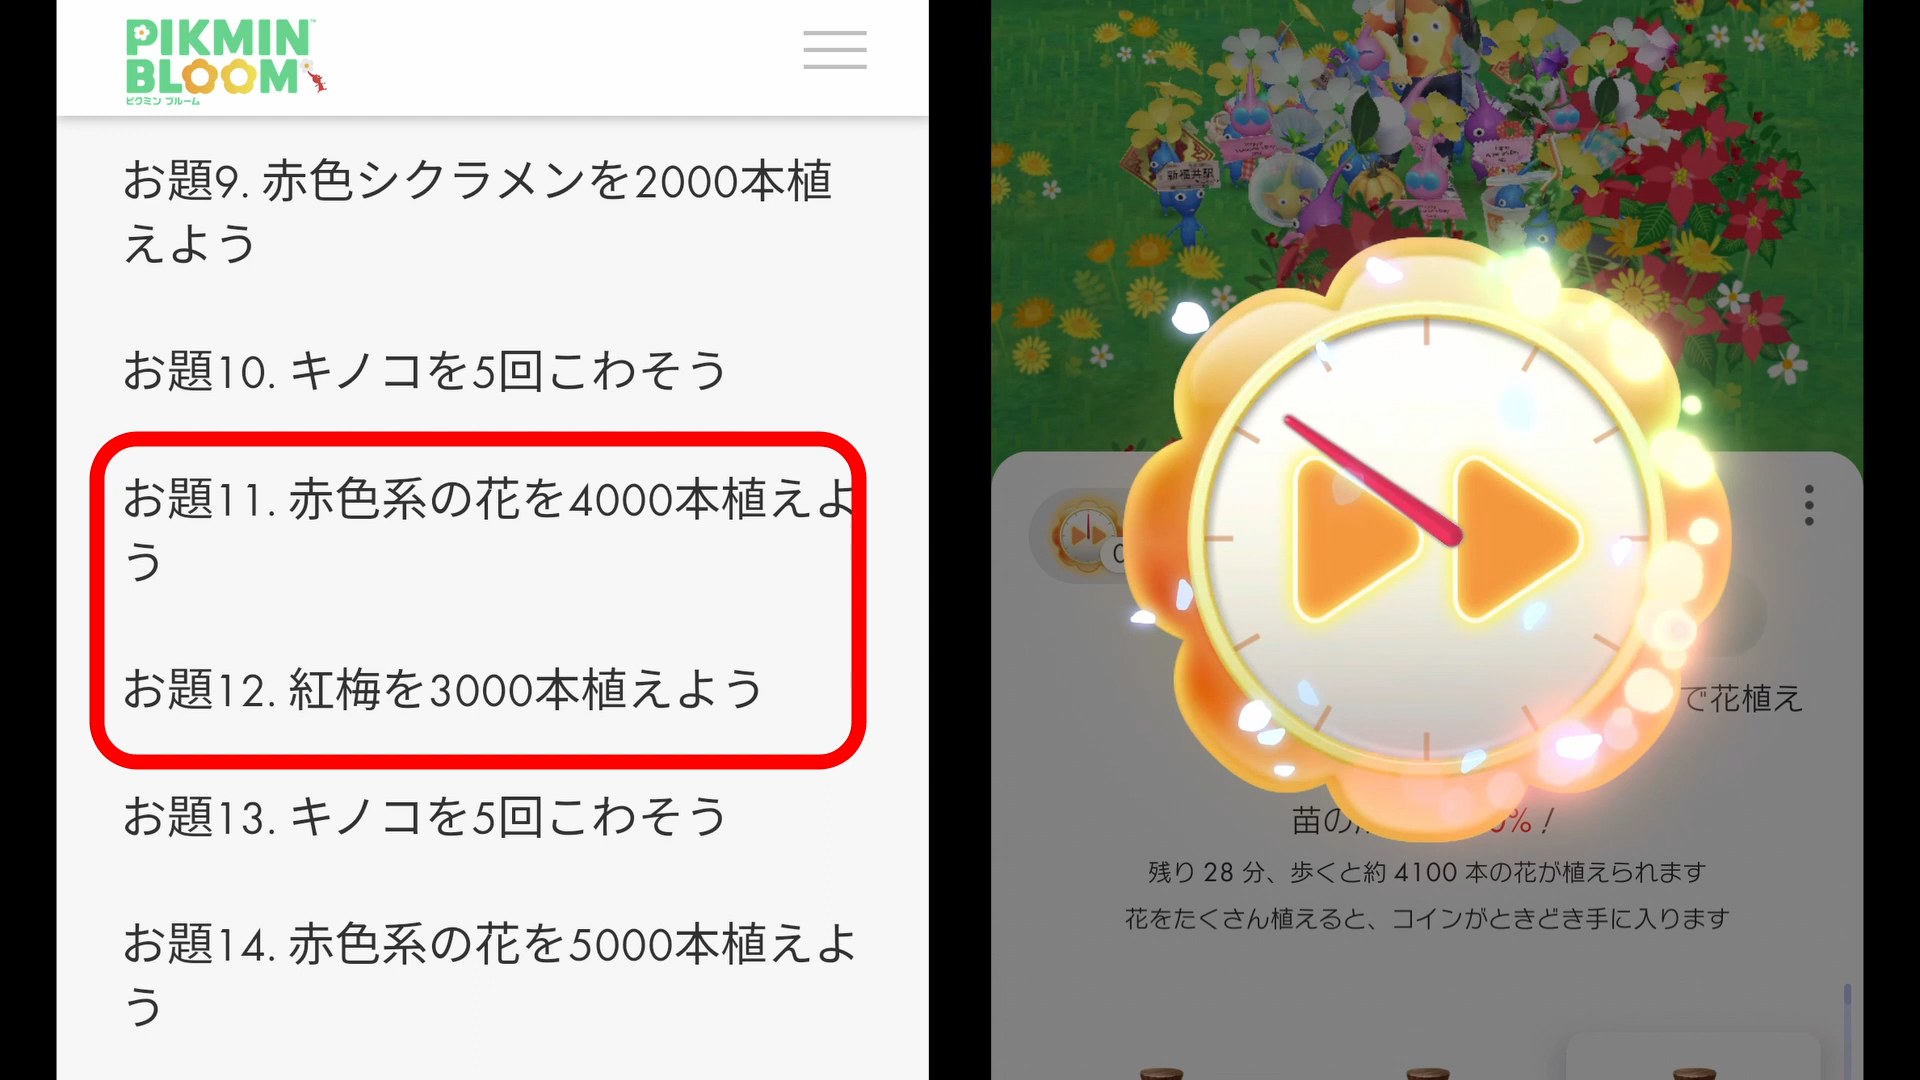 PIKMIN
BLOOM
ピクミン ブルーム
お題9. 赤色シクラメンを2000本植
えよう
お題10. キノコを5回こわそう
お題11. 赤色系の花を4000本植えよ
う
お題12. 紅梅を3000本植えよう
お題13. キノコを5回こわそう
お題14. 赤色系の花を5000本植えよ
う
新福井駅
で花植え
苗の
%！
残り 28 分、歩くと約 4100 本の花が植えられます
花をたくさん植えると、コインがときどき手に入ります